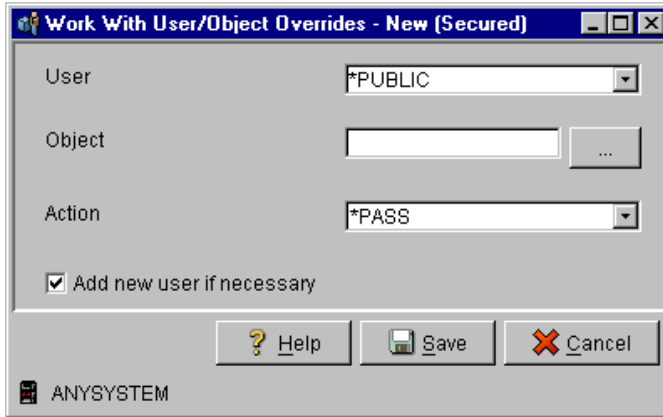 Work With User/Object Overrides - New (Secured)
User
*PUBLIC
Object
...
Action
*PASS
Add new user if necessary
? Help
Save
Cancel
ANYSYSTEM